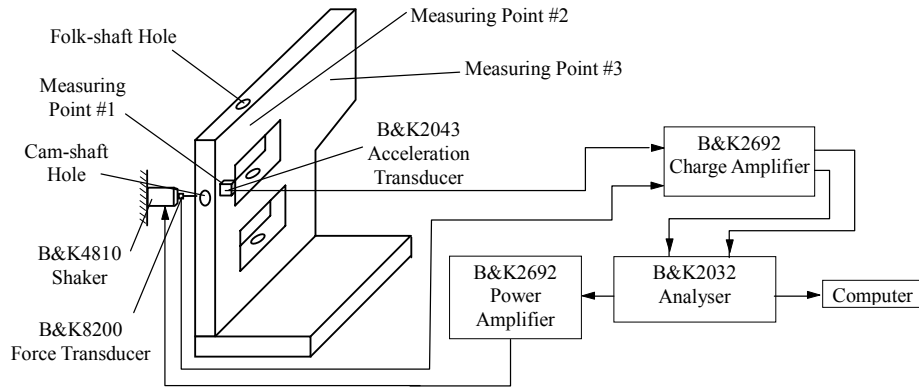 Measuring Point #2
Folk-shaft Hole
Measuring Point #3
Measuring
Point #1
B&K2043
Acceleration
Transducer
B&K2692
Charge Amplifier
Cam-shaft
Hole
B&K4810
Shaker
B&K2692
Power
Amplifier
B&K2032
Analyser
Computer
B&K8200
Force Transducer